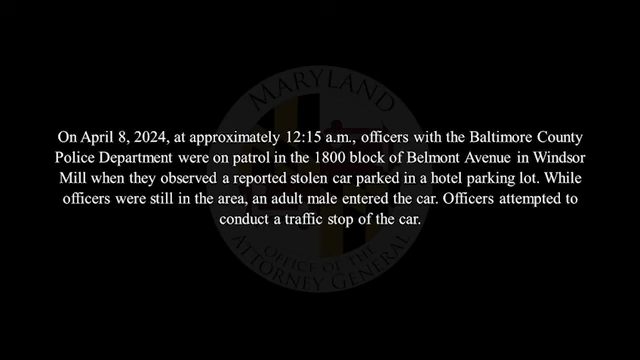 MARYLAND
On April 8, 2024, at approximately 12:15 a.m., officers with the Baltimore County
Police Department were on patrol in the 1800 block of Belmont Avenue in Windsor
Mill when they observed a reported stolen car parked in a hotel parking lot. While
officers were still in the area, an adult male entered the car. Officers attempted to
conduct a traffic stop of the car.
OFFICE OF THE
ATTORNEY GENERAL